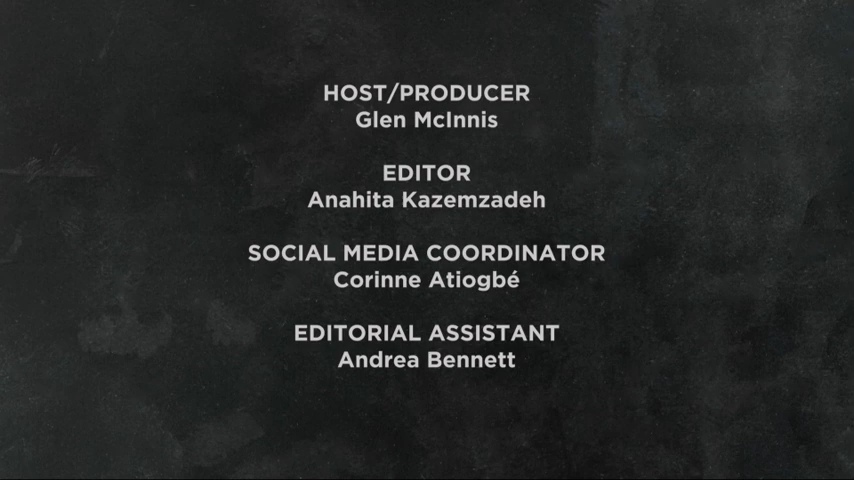 HOST/PRODUCER
Glen McInnis
EDITOR
Anahita Kazemzadeh
SOCIAL MEDIA COORDINATOR
Corinne Atiogbé
EDITORIAL ASSISTANT
Andrea Bennett